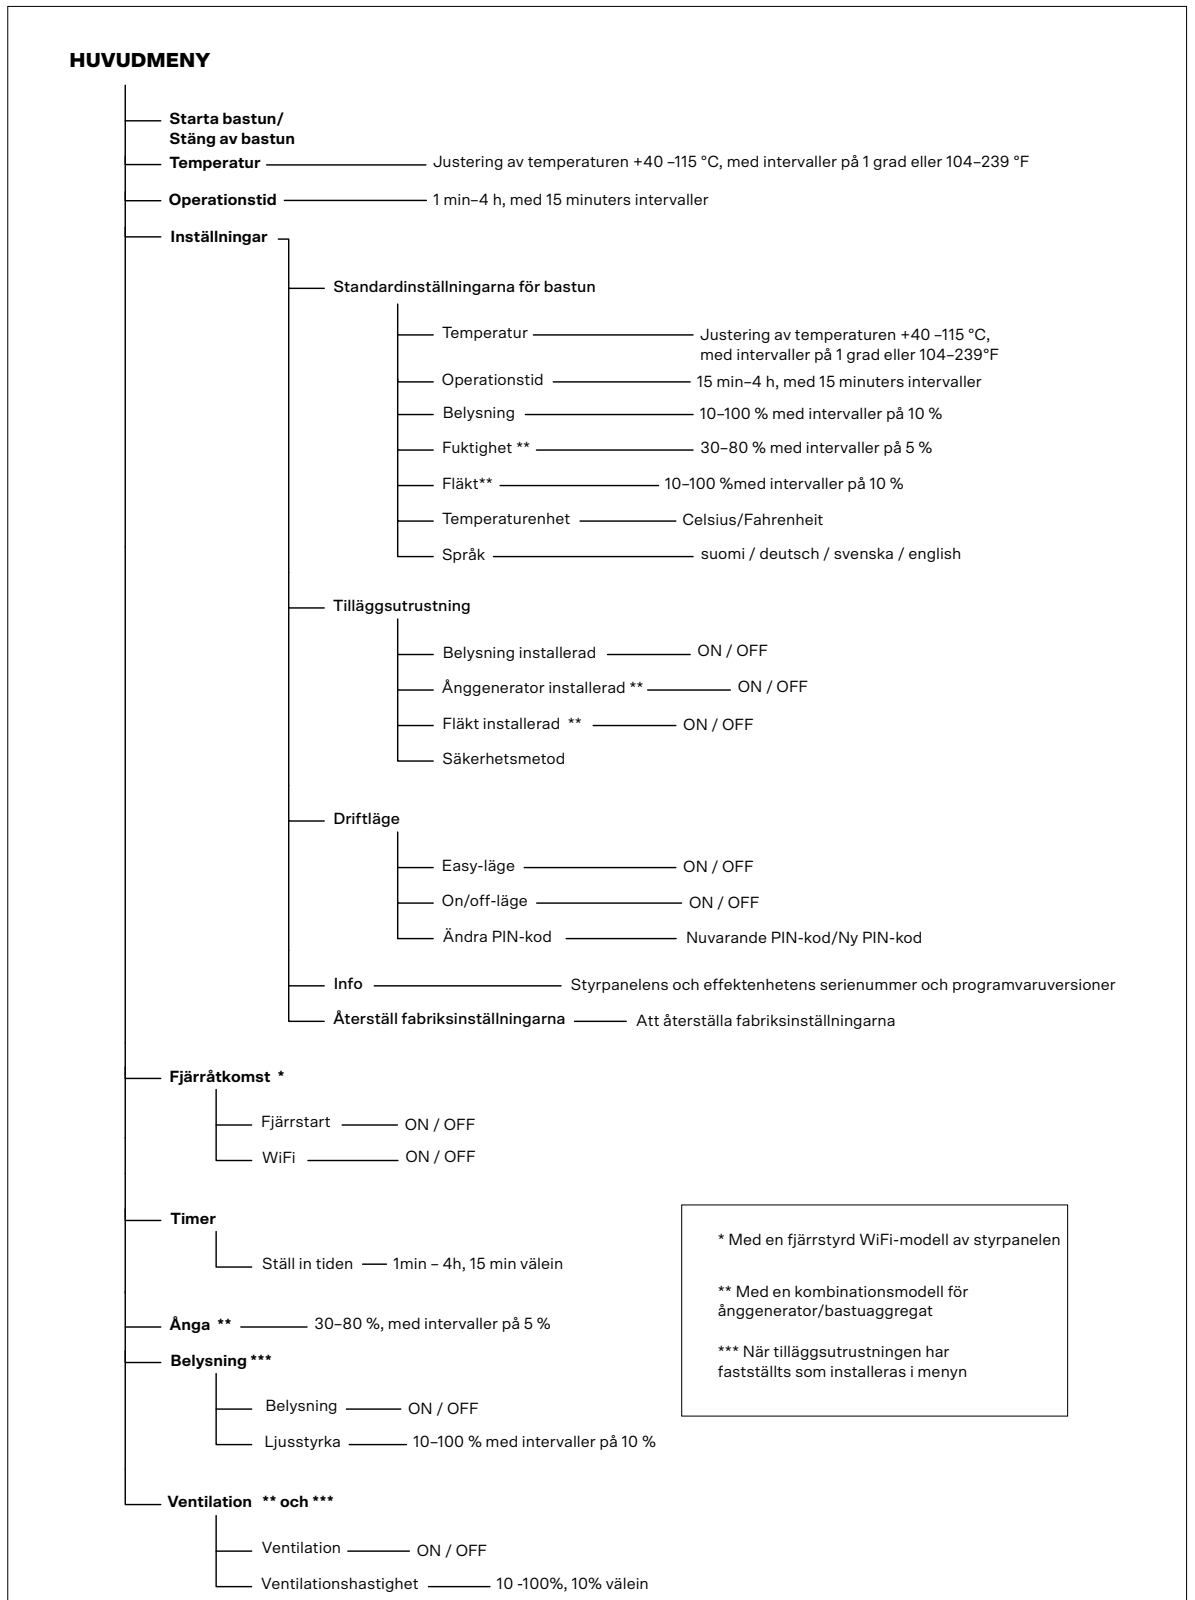 HUVUDMENY
Starta bastun/
Stäng av bastun
Temperatur Justering av temperaturen +40 –115 °C, med intervaller på 1 grad eller 104–239 °F
Operationstid 1 min–4 h, med 15 minuters intervaller
Inställningar
Standardinställningarna för bastun
Temperatur Justering av temperaturen +40 –115 °C,
med intervaller på 1 grad eller 104–239°F
Operationstid 15 min–4 h, med 15 minuters intervaller
Belysning 10–100 % med intervaller på 10 %
Fuktighet ** 30–80 % med intervaller på 5 %
Fläkt** 10–100 %med intervaller på 10 %
Temperaturenhet Celsius/Fahrenheit
Språk suomi / deutsch / svenska / english
Tilläggsutrustning
Belysning installerad ON / OFF
Ånggenerator installerad ** ON / OFF
Fläkt installerad ** ON / OFF
Säkerhetsmetod
Driftläge
Easy-läge ON / OFF
On/off-läge ON / OFF
Ändra PIN-kod Nuvarande PIN-kod/Ny PIN-kod
Info Styrpanelens och effektenhetens serienummer och programvaruversioner
Återställ fabriksinställningarna Att återställa fabriksinställningarna
Fjärråtkomst *
Fjärrstart ON / OFF
WiFi ON / OFF
Timer
Ställ in tiden 1min – 4h, 15 min välein
Ånga ** 30–80 %, med intervaller på 5 %
Belysning ***
Belysning ON / OFF
Ljusstyrka 10–100 % med intervaller på 10 %
Ventilation ** och ***
Ventilation ON / OFF
Ventilationshastighet 10 -100%, 10% välein
* Med en fjärrstyrd WiFi-modell av styrpanelen
** Med en kombinationsmodell för
ånggenerator/bastuaggregat
*** När tilläggsutrustningen har
fastställts som installeras i menyn